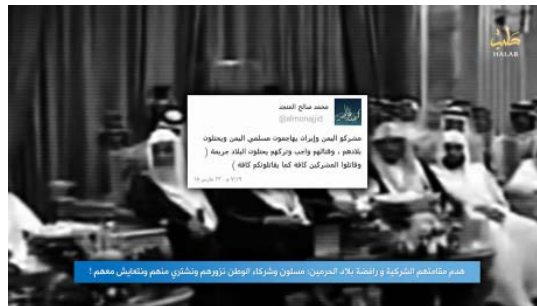 حلب
HALAB
محمد صالح المنجد
@almonajjid
مشركو اليمن وإيران يهاجمون مسلمي اليمن ويحتلون
بلادهم ، وقتالهم واجب وتركهم يحتلون البلاد جريمة (
وقاتلوا المشركين كافة كما يقاتلونكم كافة )
هدم مقاماتهم الشركية و رافضة بلاد الحرمين: مسلون وشركاء الوطن نزورهم ونشتري منهم ونتعايش معهم !